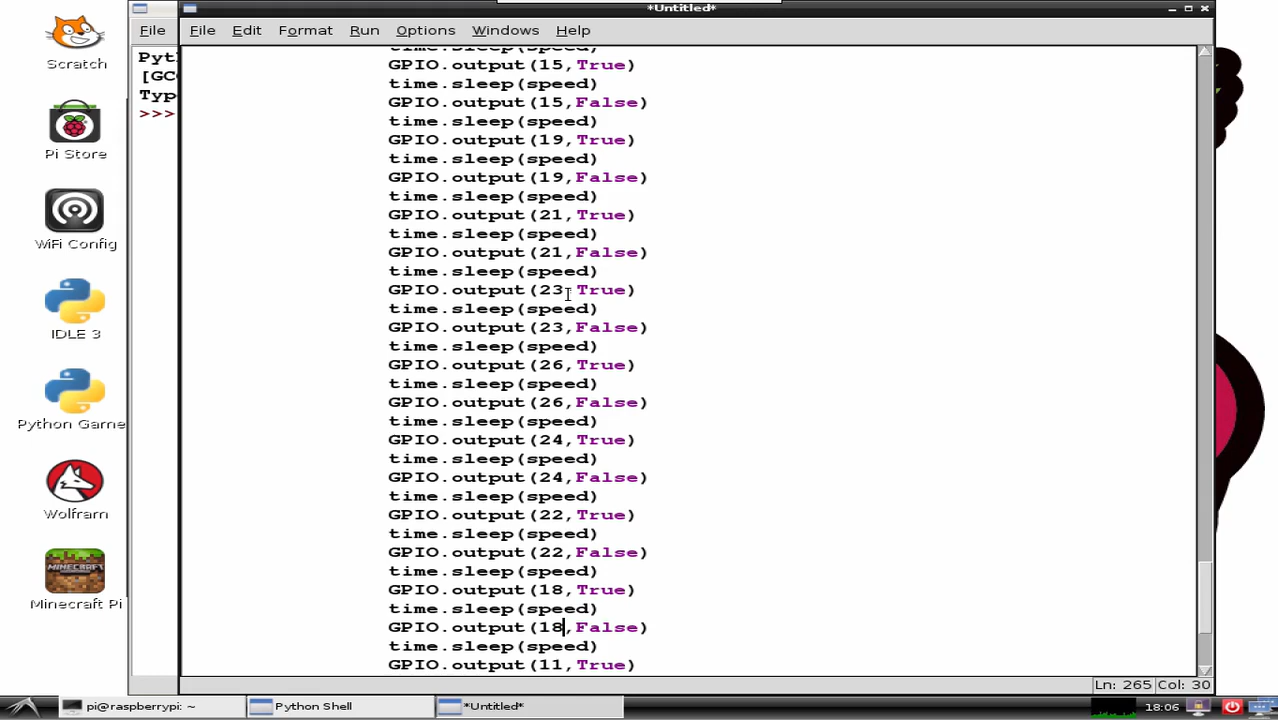 *Untitled*
File
File Edit Format Run Options Windows Help
Scratch
Pi Store
WiFi Config
IDLE 3
Python Game
Wolfram
Minecraft Pi
Pyt
[GC
Typ
>>>
time.sleep(speed)
GPIO.output(15,True)
time.sleep(speed)
GPIO.output(15,False)
time.sleep(speed)
GPIO.output(19,True)
time.sleep(speed)
GPIO.output(19,False)
time.sleep(speed)
GPIO.output(21,True)
time.sleep(speed)
GPIO.output(21,False)
time.sleep(speed)
GPIO.output(23,True)
time.sleep(speed)
GPIO.output(23,False)
time.sleep(speed)
GPIO.output(26,True)
time.sleep(speed)
GPIO.output(26,False)
time.sleep(speed)
GPIO.output(24,True)
time.sleep(speed)
GPIO.output(24,False)
time.sleep(speed)
GPIO.output(22,True)
time.sleep(speed)
GPIO.output(22,False)
time.sleep(speed)
GPIO.output(18,True)
time.sleep(speed)
GPIO.output(18,False)
time.sleep(speed)
GPIO.output(11,True)
Ln: 265 Col: 30
pi@raspberrypi: ~
Python Shell
*Untitled*
18:06